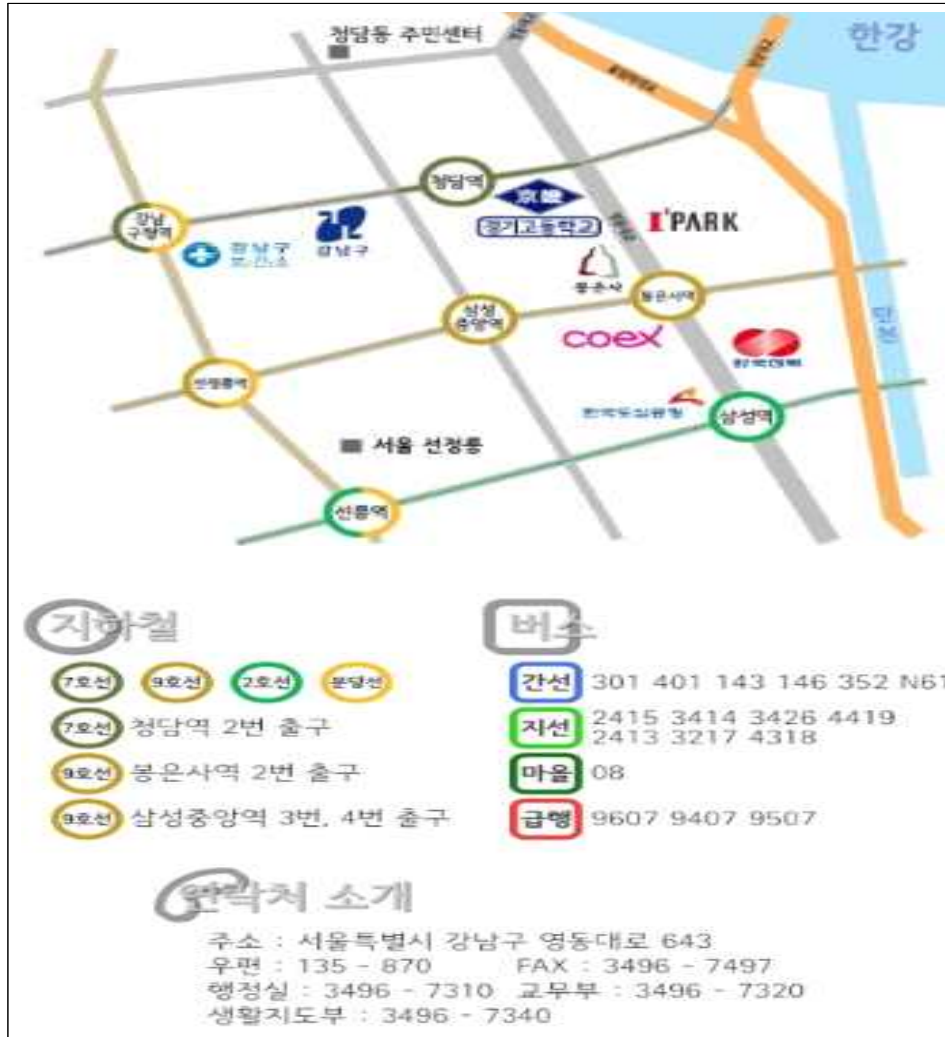 청담동 주민센터
한강
청담역
강남
구청역
강남구
보건소
강남구
京畿
경기고등학교
I'PARK
봉은사
봉은사역
삼성
중앙역
coex
선정릉역
삼성역
서울 선정릉
선릉역
지하철
7호선 9호선 2호선 분당선
7호선 청담역 2번 출구
9호선 봉은사역 2번 출구
9호선 삼성중앙역 3번, 4번 출구
버스
간선 301 401 143 146 352 N61
지선 2415 3414 3426 4419
2413 3217 4318
마을 08
급행 9607 9407 9507
연락처 소개
주소 : 서울특별시 강남구 영동대로 643
우편 : 135 - 870 FAX : 3496 - 7497
행정실 : 3496 - 7310 교무부 : 3496 - 7320
생활지도부 : 3496 - 7340